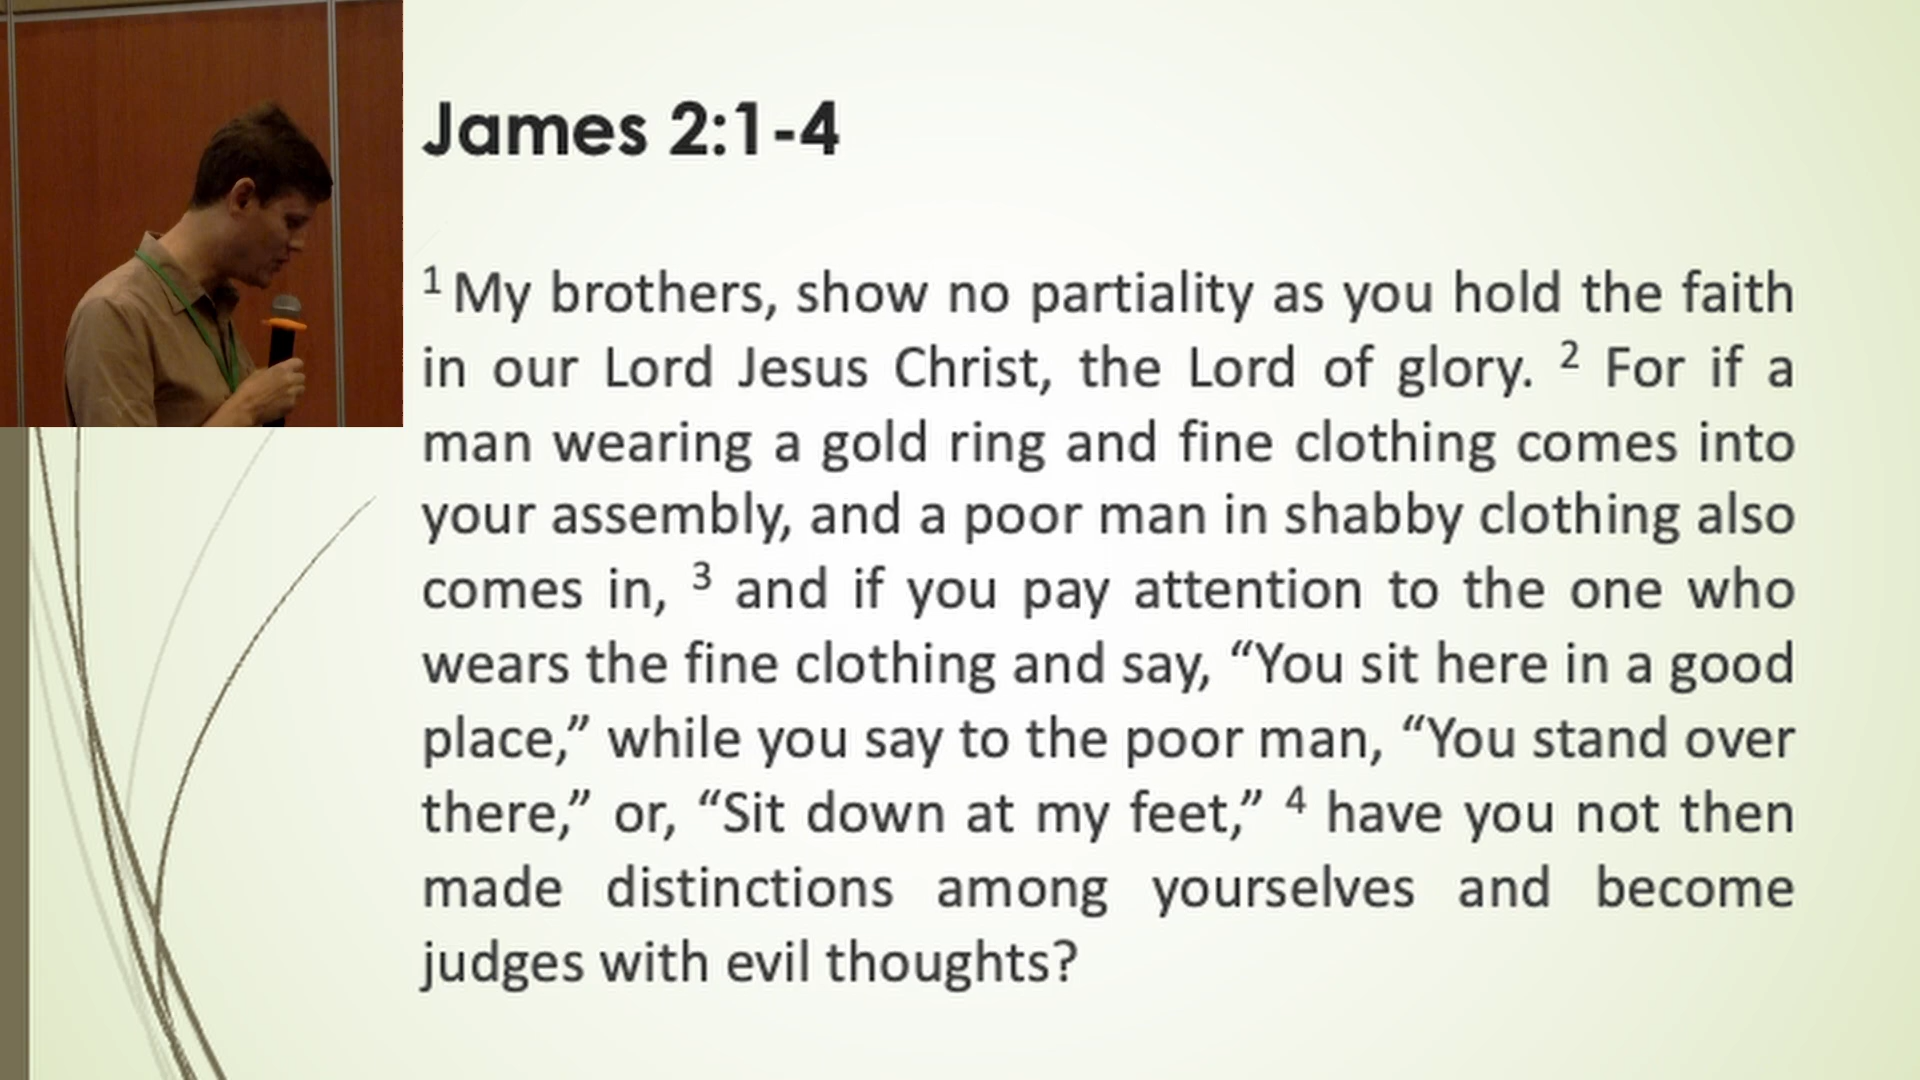 James 2:1-4
1 My brothers, show no partiality as you hold the faith
in our Lord Jesus Christ, the Lord of glory. 2 For if a
man wearing a gold ring and fine clothing comes into
your assembly, and a poor man in shabby clothing also
comes in, 3 and if you pay attention to the one who
wears the fine clothing and say, “You sit here in a good
place,” while you say to the poor man, “You stand over
there,” or, “Sit down at my feet,” 4 have you not then
made distinctions among yourselves and become
judges with evil thoughts?